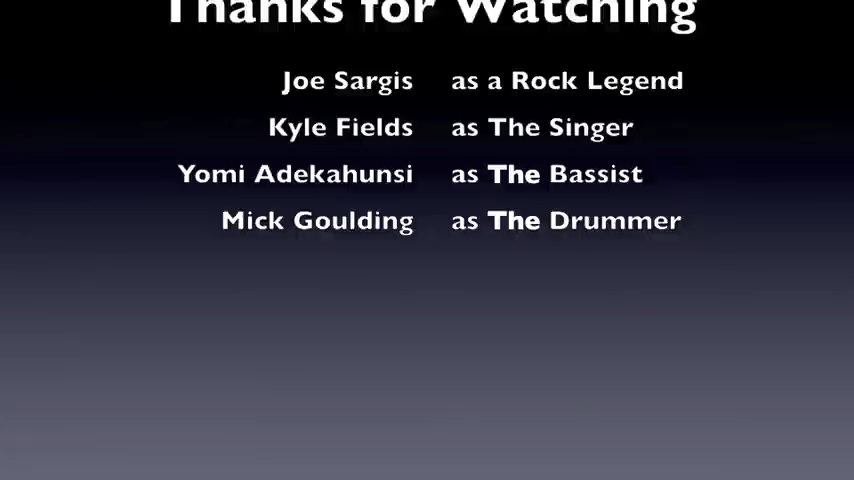 Thanks for Watching
Joe Sargis as a Rock Legend
Kyle Fields as The Singer
Yomi Adekahunsi as The Bassist
Mick Goulding as The Drummer